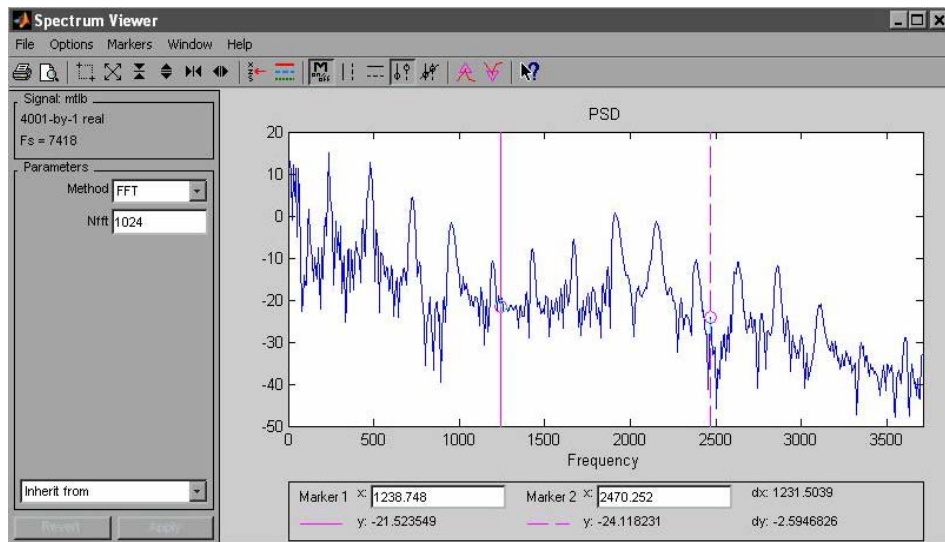 Spectrum Viewer
File Options Markers Window Help
Signal: mtlb
4001-by-1 real
Fs = 7418
Parameters
Method FFT
Nfft 1024
Inherit from
Revert Apply
PSD
20
10
0
-10
-20
-30
-40
-50
0 500 1000 1500 2000 2500 3000 3500
Frequency
Marker 1 x: 1238.748 Marker 2 x: 2470.252 dx: 1231.5039
y: -21.523549 y: -24.118231 dy: -2.5946826